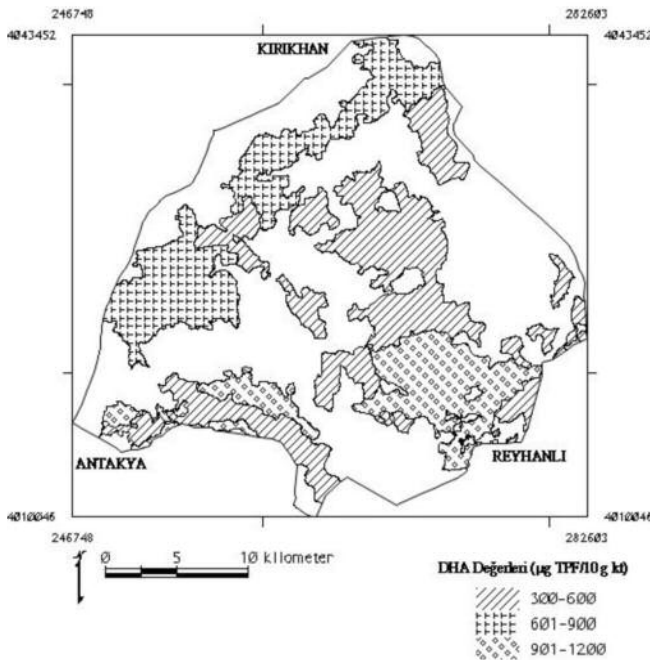 246748 282603
4043452 4043452
KIRIKHAN
ANTAKYA REYHANLI
4010046 4010046
246748 282603
0 5 10 kilometer
DHA Değerleri (µg TPF/10 g kt)
300-600
601-900
901-1200